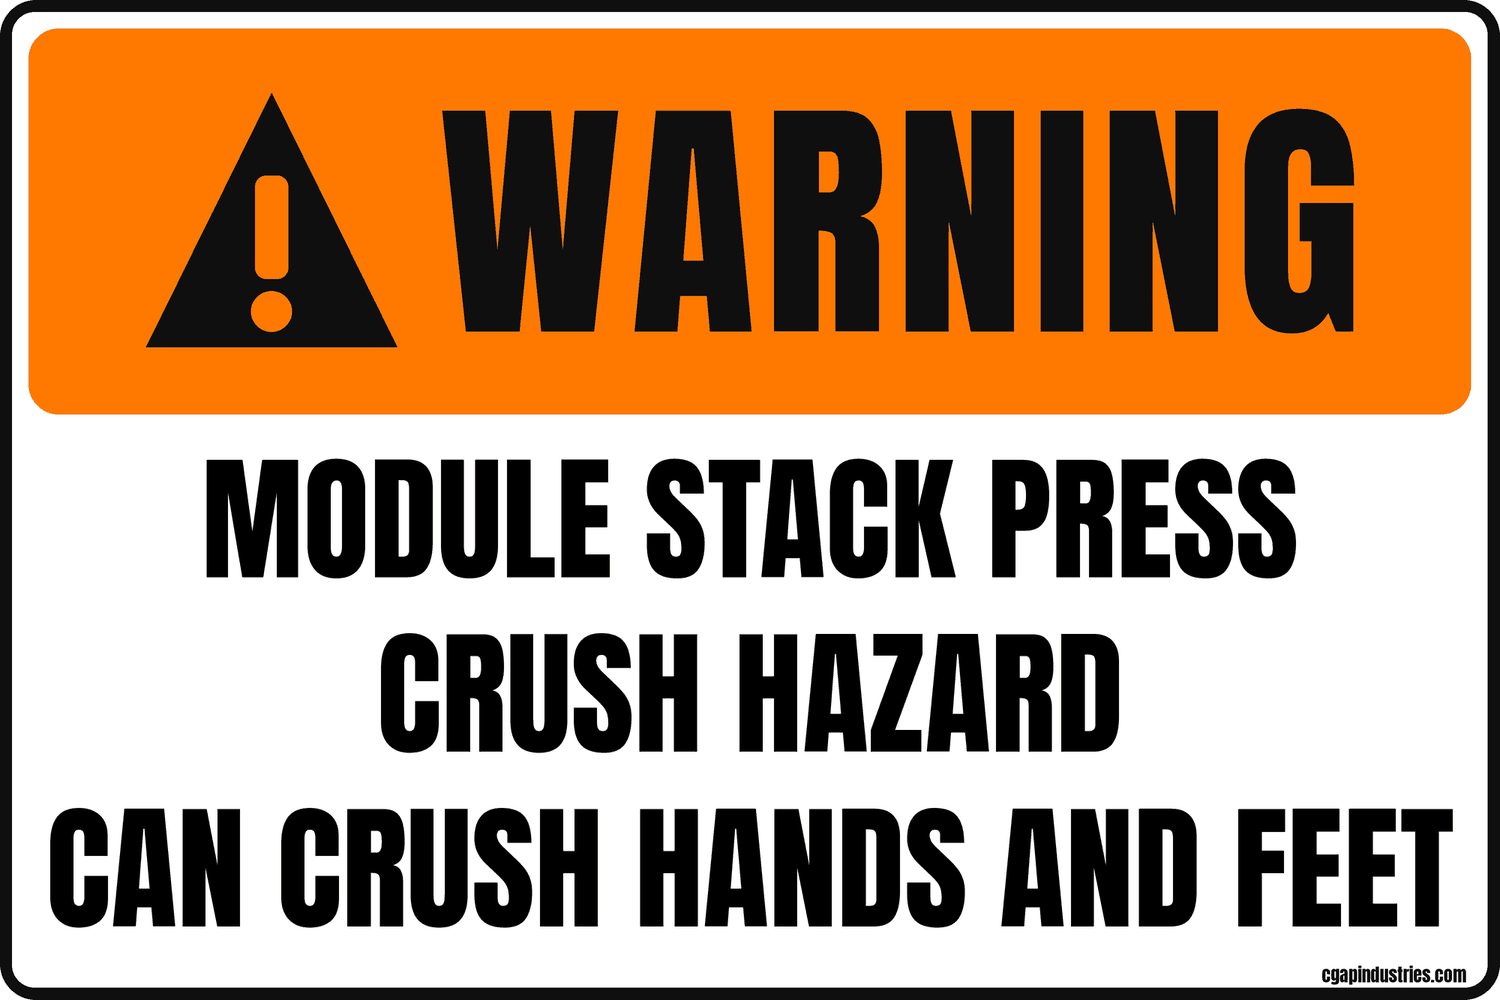 WARNING
MODULE STACK PRESS
CRUSH HAZARD
CAN CRUSH HANDS AND FEET
cgapindustries.com